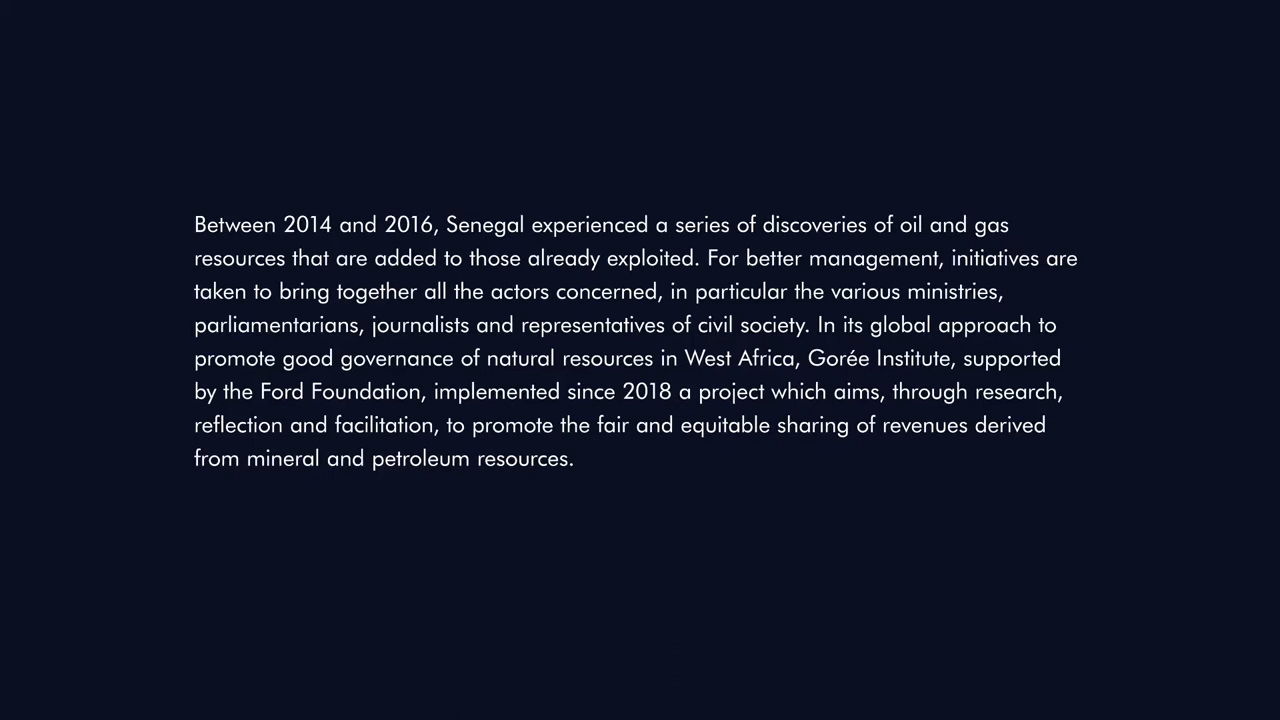 Between 2014 and 2016, Senegal experienced a series of discoveries of oil and gas
resources that are added to those already exploited. For better management, initiatives are
taken to bring together all the actors concerned, in particular the various ministries,
parliamentarians, journalists and representatives of civil society. In its global approach to
promote good governance of natural resources in West Africa, Gorée Institute, supported
by the Ford Foundation, implemented since 2018 a project which aims, through research,
reflection and facilitation, to promote the fair and equitable sharing of revenues derived
from mineral and petroleum resources.